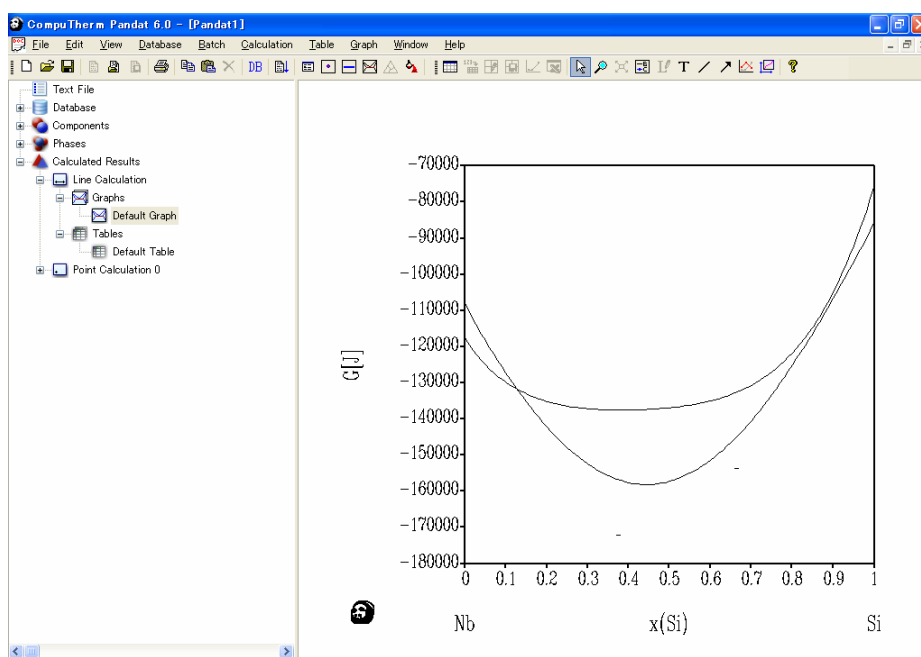 CompuTherm Pandat 6.0 - [Pandat1]
File Edit View Database Batch Calculation Table Graph Window Help
DB T ?
Text File
Database
Components
Phases
Calculated Results
Line Calculation
Graphs
Default Graph
Tables
Default Table
Point Calculation 0
-70000
-80000
-90000
-100000
-110000
-120000
-130000
-140000
-150000
-160000
-170000
-180000
G[J]
0 0.1 0.2 0.3 0.4 0.5 0.6 0.7 0.8 0.9 1
Nb x(Si) Si